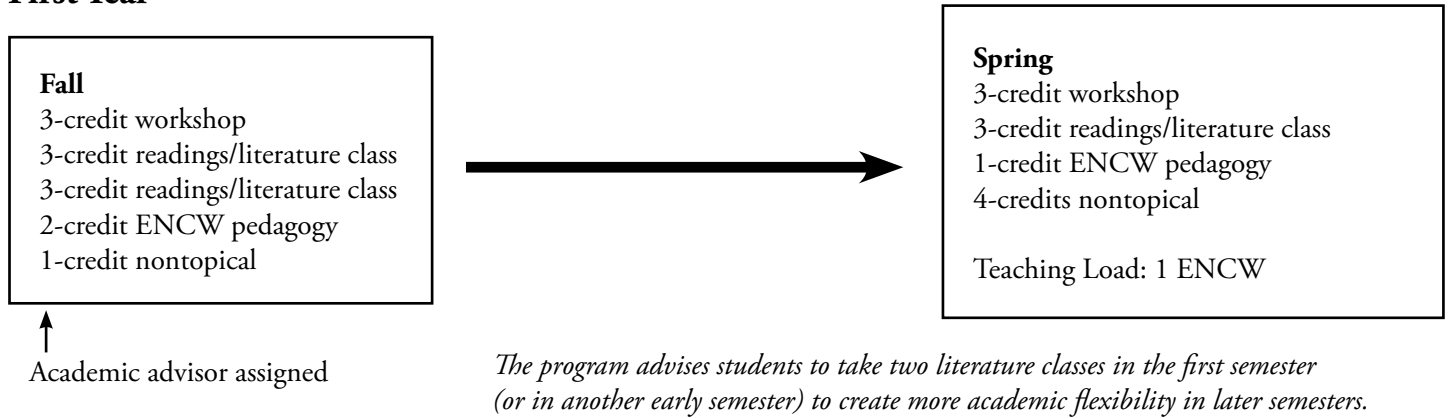 First Year
Fall
3-credit workshop
3-credit readings/literature class
3-credit readings/literature class
2-credit ENCW pedagogy
1-credit nontopical
Academic advisor assigned
Spring
3-credit workshop
3-credit readings/literature class
1-credit ENCW pedagogy
4-credits nontopical
Teaching Load: 1 ENCW
The program advises students to take two literature classes in the first semester
(or in another early semester) to create more academic flexibility in later semesters.